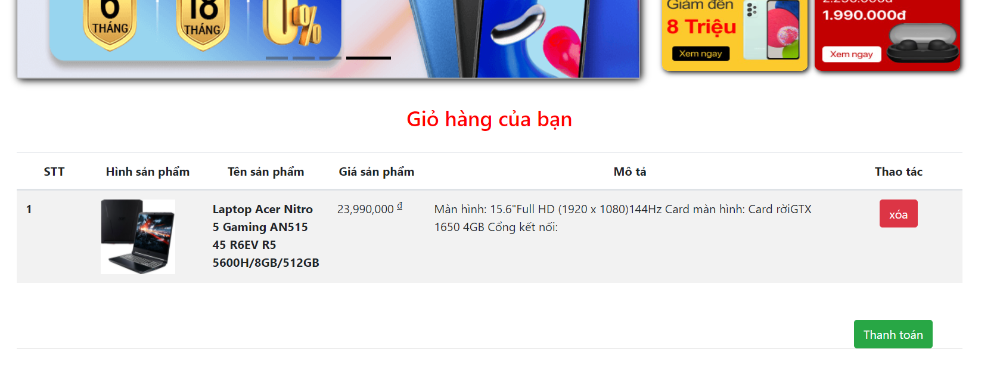 6
THÁNG
18
THÁNG
0%
Giảm đến
8 Triệu
Xem ngay
2.290.000đ
1.990.000đ
Xem ngay
Giỏ hàng của bạn
STT
Hình sản phẩm
Tên sản phẩm
Giá sản phẩm
Mô tả
Thao tác
1
Laptop Acer Nitro
5 Gaming AN515
45 R6EV R5
5600H/8GB/512GB
23,990,000 ₫
Màn hình: 15.6"Full HD (1920 x 1080)144Hz Card màn hình: Card rờiGTX
1650 4GB Cổng kết nối:
xóa
Thanh toán